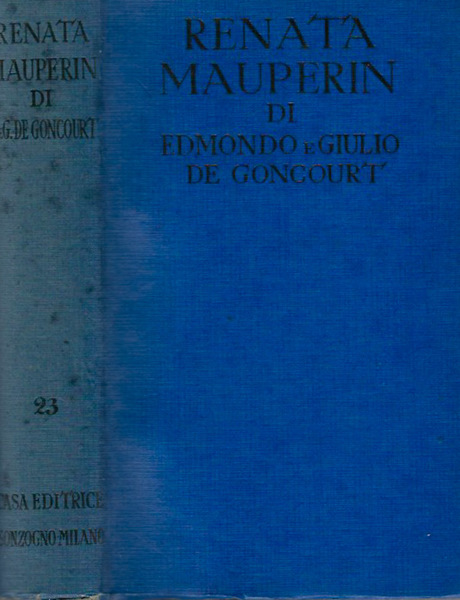 RENATA
MAUPERIN
DI
G. DE GONCOURT
23
CASA EDITRICE
SONZOGNO MILANO
RENATA
MAUPERIN
DI
EDMONDO E GIULIO
DE GONCOURT